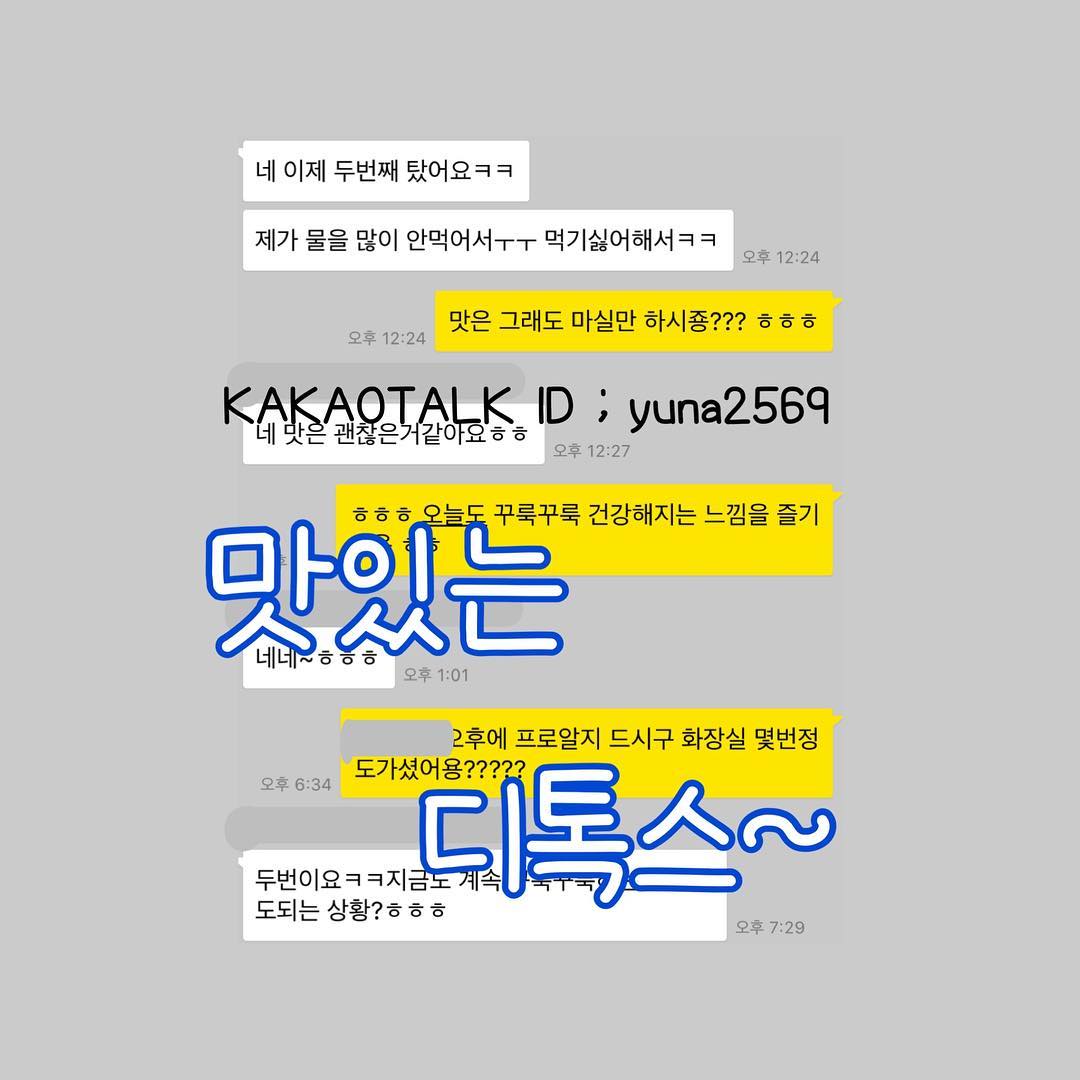 네 이제 두번째 탔어요ㅋㅋ
제가 물을 많이 안먹어서ㅜㅜ 먹기싫어해서ㅋㅋ
오후 12:24
맛은 그래도 마실만 하시죵??? ㅎㅎㅎ
오후 12:24
KAKAOTALK ID ; yuna2569
네 맛은 괜찮은거같아요ㅎㅎ
오후 12:27
ㅎㅎㅎ 오늘도 꾸룩꾸룩 건강해지는 느낌을 즐기
맛있는
네네~ㅎㅎㅎ
오후 1:01
오후에 프로알지 드시구 화장실 몇번정
도가셨어용?????
오후 6:34
디톡스~
두번이요ㅋㅋ지금도 계속
도되는 상황?ㅎㅎㅎ
오후 7:29